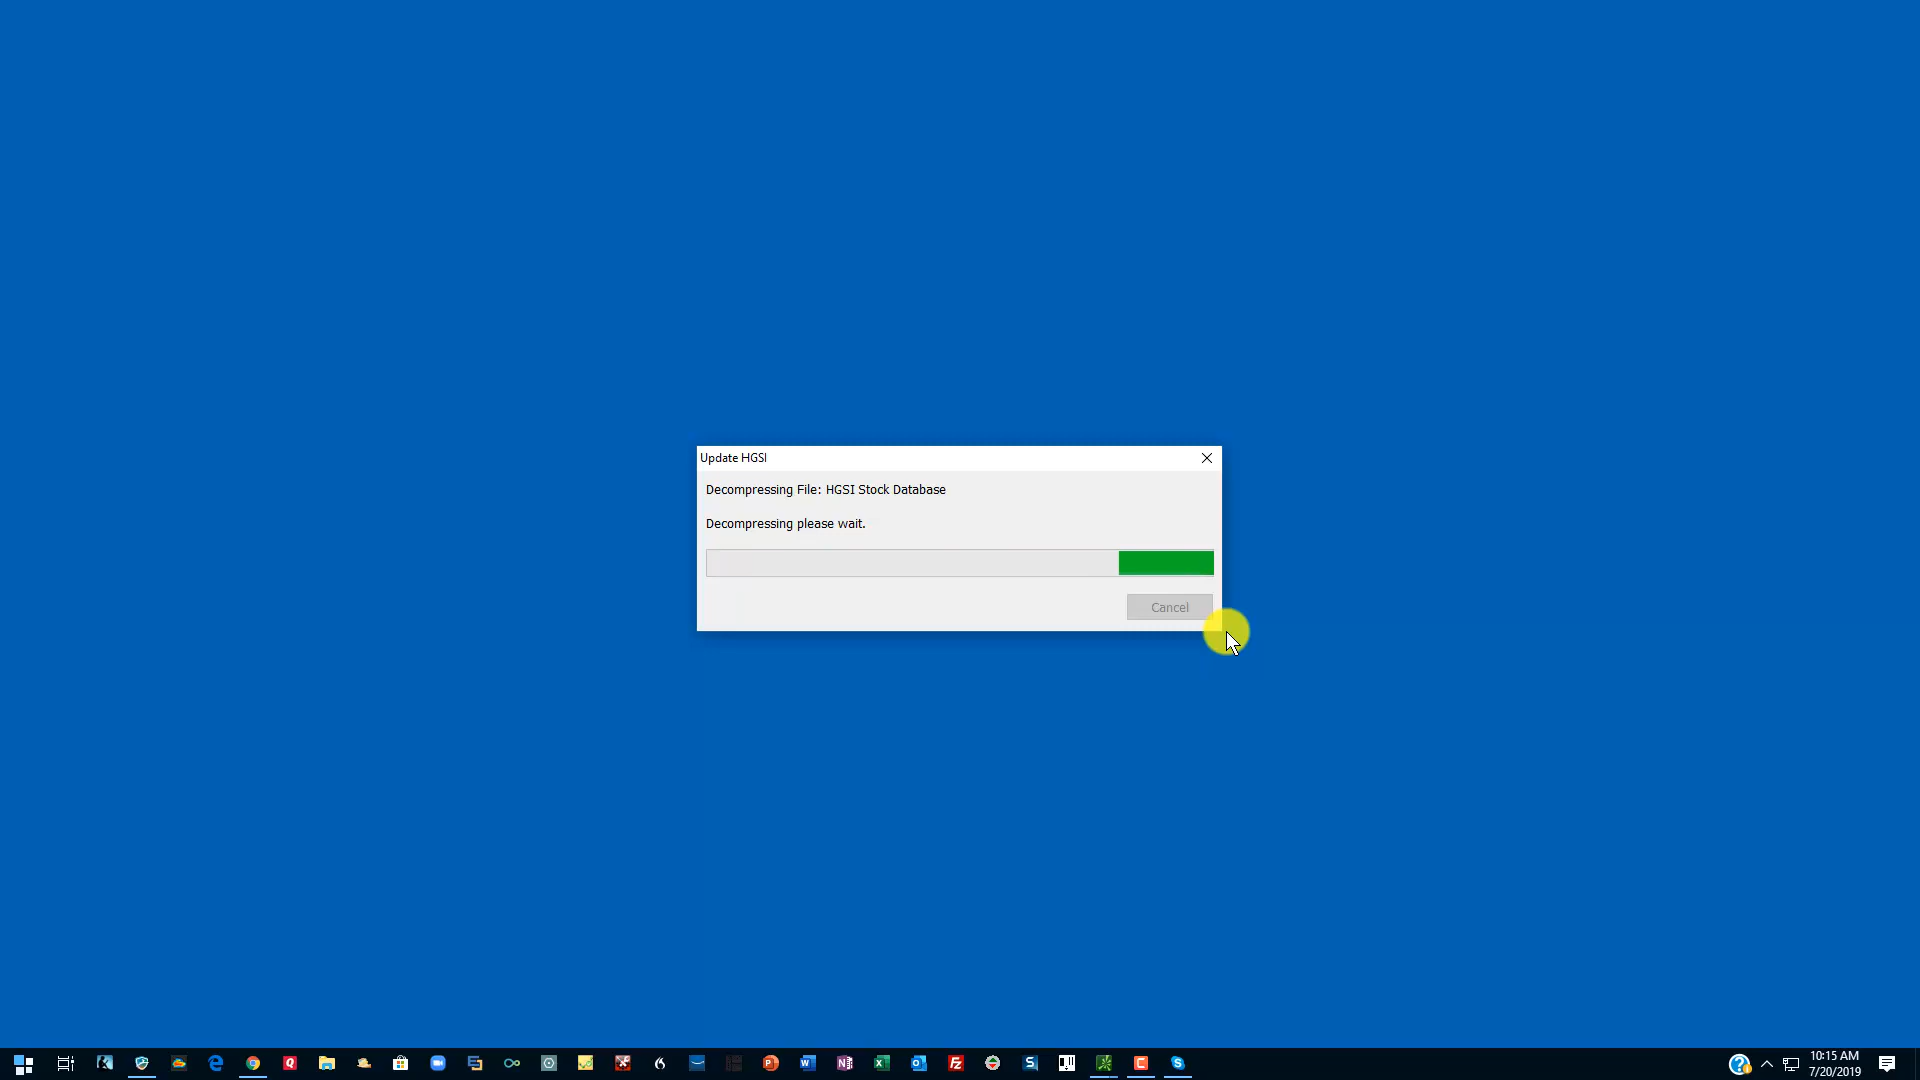 Update HGSI
Decompressing File: HGSI Stock Database
Decompressing please wait.
Cancel
10:15 AM
7/20/2019